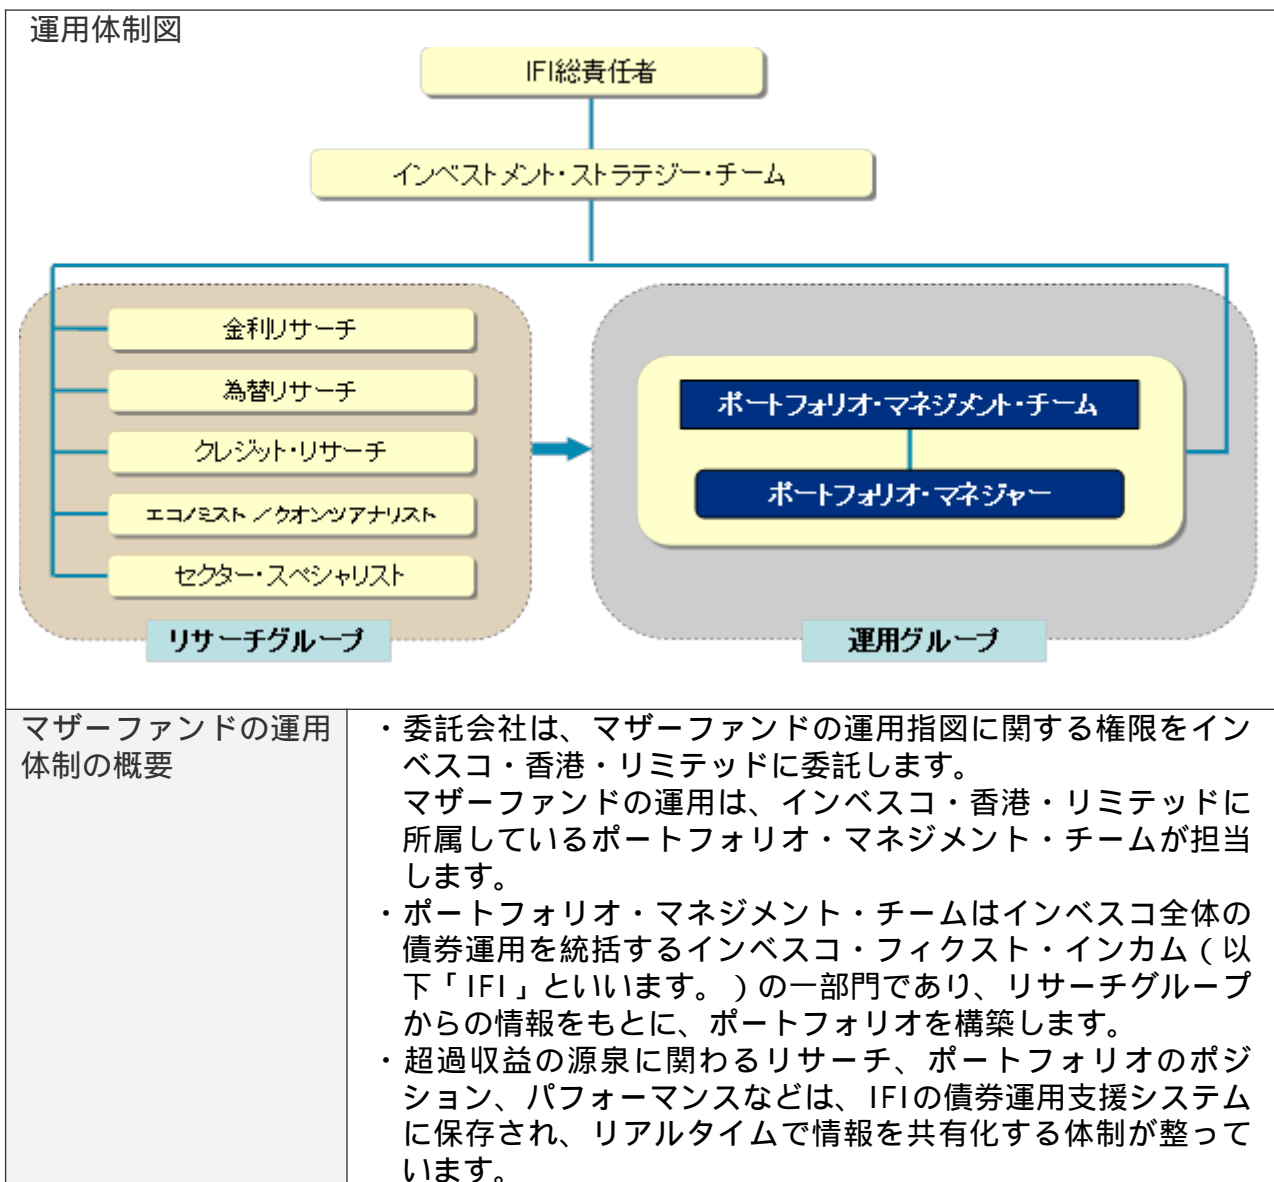 運用体制図
IFI総責任者
インベストメント・ストラテジー・チーム
金利リサーチ
為替リサーチ
クレジット・リサーチ
エコノミスト／クオンツアナリスト
セクター・スペシャリスト
リサーチグループ
ポートフォリオ・マネジメント・チーム
ポートフォリオ・マネジャー
運用グループ
マザーファンドの運用
体制の概要
・委託会社は、マザーファンドの運用指図に関する権限をイン
ベスコ・香港・リミテッドに委託します。
マザーファンドの運用は、インベスコ・香港・リミテッドに
所属しているポートフォリオ・マネジメント・チームが担当
します。
・ポートフォリオ・マネジメント・チームはインベスコ全体の
債券運用を統括するインベスコ・フィクスト・インカム（以
下「IFI」といいます。）の一部門であり、リサーチグループ
からの情報をもとに、ポートフォリオを構築します。
・超過収益の源泉に関わるリサーチ、ポートフォリオのポジ
ション、パフォーマンスなどは、IFIの債券運用支援システム
に保存され、リアルタイムで情報を共有化する体制が整って
います。